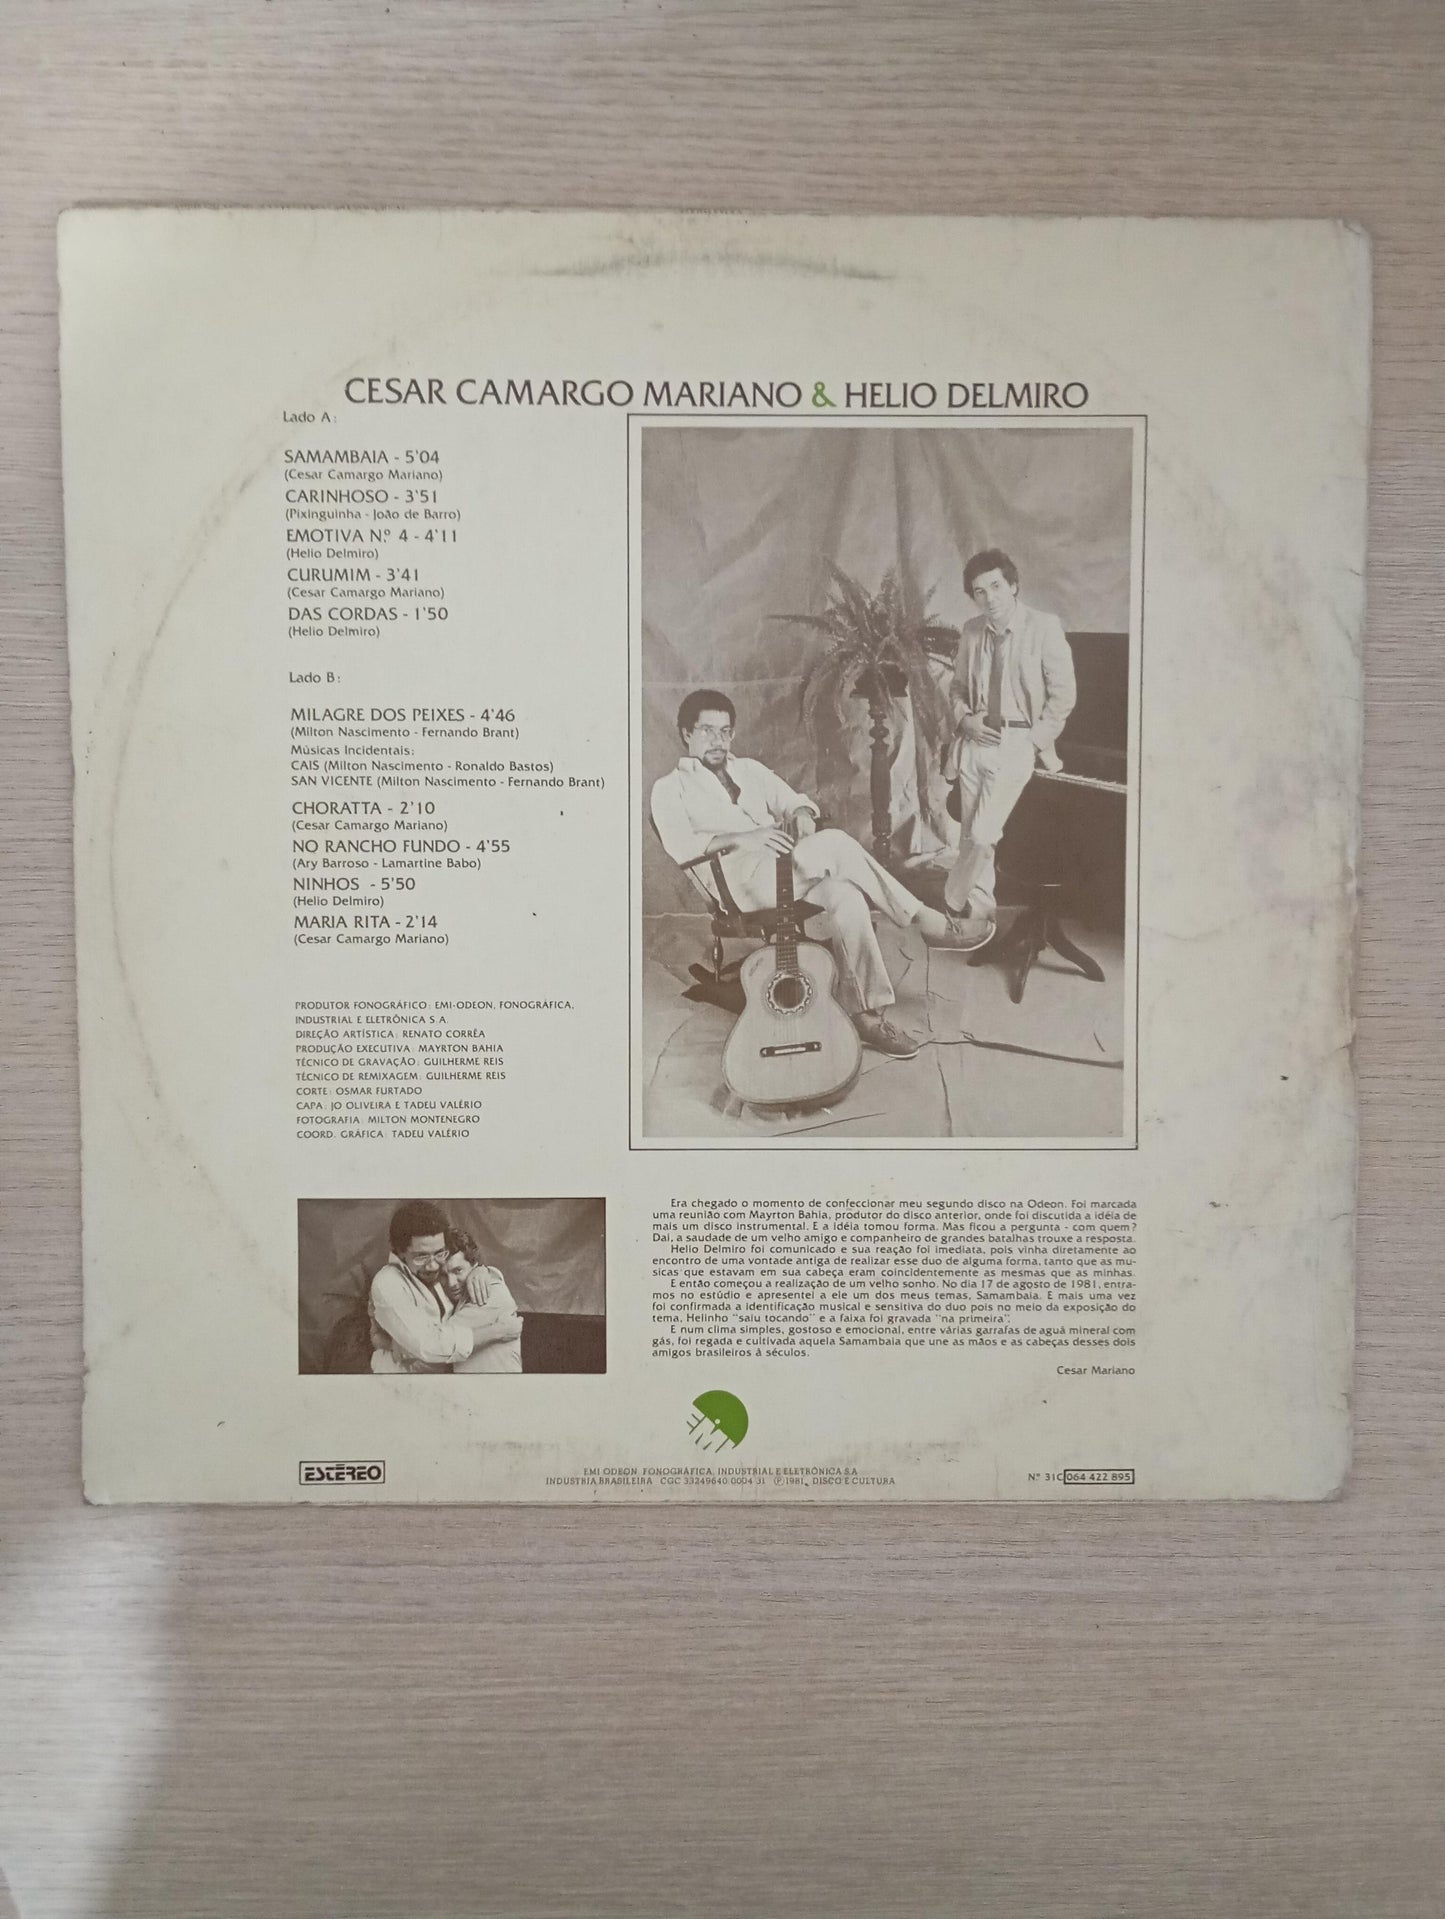 CESAR CAMARGO MARIANO & HELIO DELMIRO
Lado A:
SAMAMBAIA - 5'04
(Cesar Camargo Mariano)
CARINHOSO - 3'51
(Pixinguinha - João de Barro)
EMOTIVA N.º 4 - 4'11
(Helio Delmiro)
CURUMIM - 3'41
(Cesar Camargo Mariano)
DAS CORDAS - 1'50
(Helio Delmiro)
Lado B:
MILAGRE DOS PEIXES - 4'46
(Milton Nascimento - Fernando Brant)
Músicas Incidentais:
CAIS (Milton Nascimento - Ronaldo Bastos)
SAN VICENTE (Milton Nascimento - Fernando Brant)
CHORATTA - 2'10
(Cesar Camargo Mariano)
NO RANCHO FUNDO - 4'55
(Ary Barroso - Lamartine Babo)
NINHOS - 5'50
(Helio Delmiro)
MARIA RITA - 2'14
(Cesar Camargo Mariano)
PRODUTOR FONOGRÁFICO: EMI-ODEON, FONOGRÁFICA,
INDUSTRIAL E ELETRÔNICA S.A.
DIREÇÃO ARTÍSTICA: RENATO CORRÊA
PRODUÇÃO EXECUTIVA: MAYRTON BAHIA
TÉCNICO DE GRAVAÇÃO: GUILHERME REIS
TÉCNICO DE REMIXAGEM: GUILHERME REIS
CORTE: OSMAR FURTADO
CAPA: JO OLIVEIRA E TADEU VALÉRIO
FOTOGRAFIA: MILTON MONTENEGRO
COORD. GRÁFICA: TADEU VALÉRIO
Era chegado o momento de confeccionar meu segundo disco na Odeon. Foi marcada
uma reunião com Mayrton Bahia, produtor do disco anterior, onde foi discutida a idéia de
mais um disco instrumental. E a idéia tomou forma. Mas ficou a pergunta - com quem?
Daí, a saudade de um velho amigo e companheiro de grandes batalhas trouxe a resposta.
Helio Delmiro foi comunicado e sua reação foi imediata, pois vinha diretamente ao
encontro de uma vontade antiga de realizar esse duo de alguma forma, tanto que as mu-
sicas que estavam em sua cabeça eram coincidentemente as mesmas que as minhas.
E então começou a realização de um velho sonho. No dia 17 de agosto de 1981, entra-
mos no estúdio e apresentei a ele um dos meus temas, Samambaia. E mais uma vez
foi confirmada a identificação musical e sensitiva do duo pois no meio da exposição do
tema, Helinho "saiu tocando" e a faixa foi gravada "na primeira".
E num clima simples, gostoso e emocional, entre várias garrafas de aguá mineral com
gás, foi regada e cultivada aquela Samambaia que une as mãos e as cabeças desses dois
amigos brasileiros à séculos.
Cesar Mariano
EMI
ESTÉREO
EMI ODEON FONOGRÁFICA, INDUSTRIAL E ELETRÔNICA S.A.
INDUSTRIA BRASILEIRA CGC 33249640 0004 31 ℗ 1981, DISCO É CULTURA
N.º 31C 064 422 895